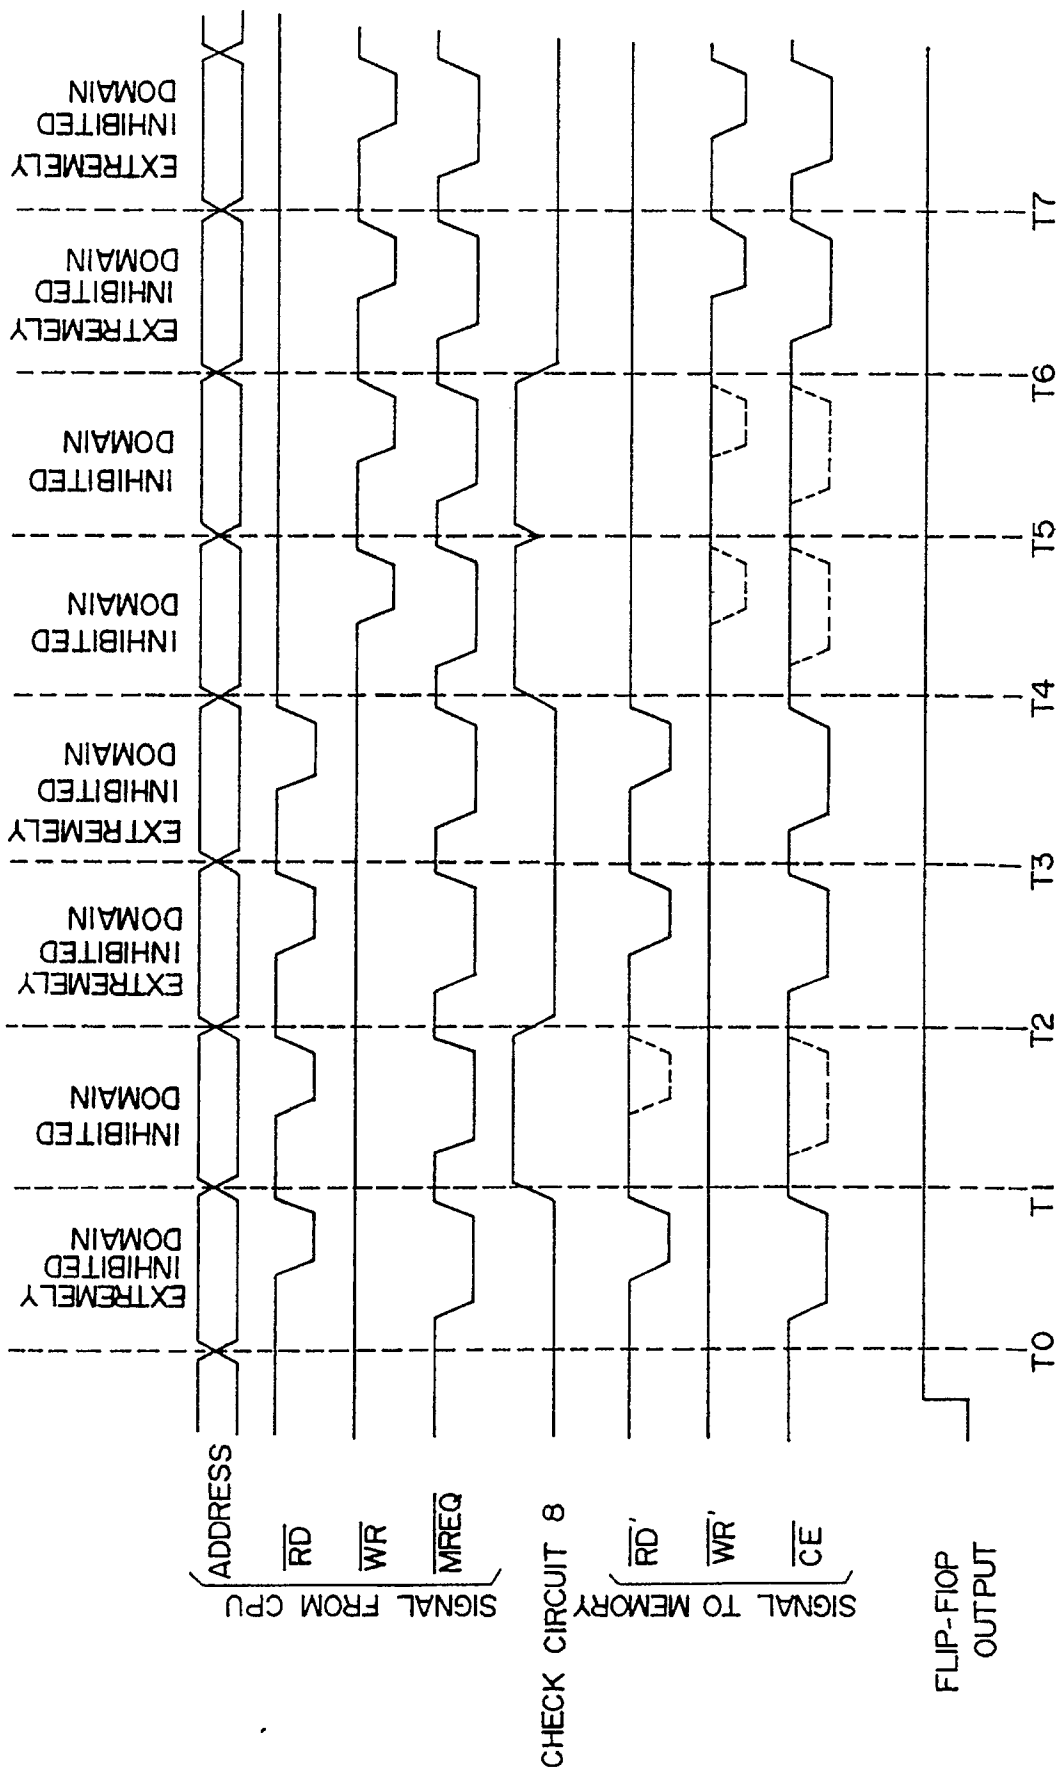 EXTREMELY
INHIBITED
DOMAIN
INHIBITED
DOMAIN
EXTREMELY
INHIBITED
DOMAIN
EXTREMELY
INHIBITED
DOMAIN
INHIBITED
DOMAIN
INHIBITED
DOMAIN
EXTREMELY
INHIBITED
DOMAIN
EXTREMELY
INHIBITED
DOMAIN
SIGNAL FROM CPU
ADDRESS
RD
WR
MREQ
CHECK CIRCUIT 8
SIGNAL TO MEMORY
RD'
WR'
CE
FLIP-FIOP
OUTPUT
T0
T1
T2
T3
T4
T5
T6
T7